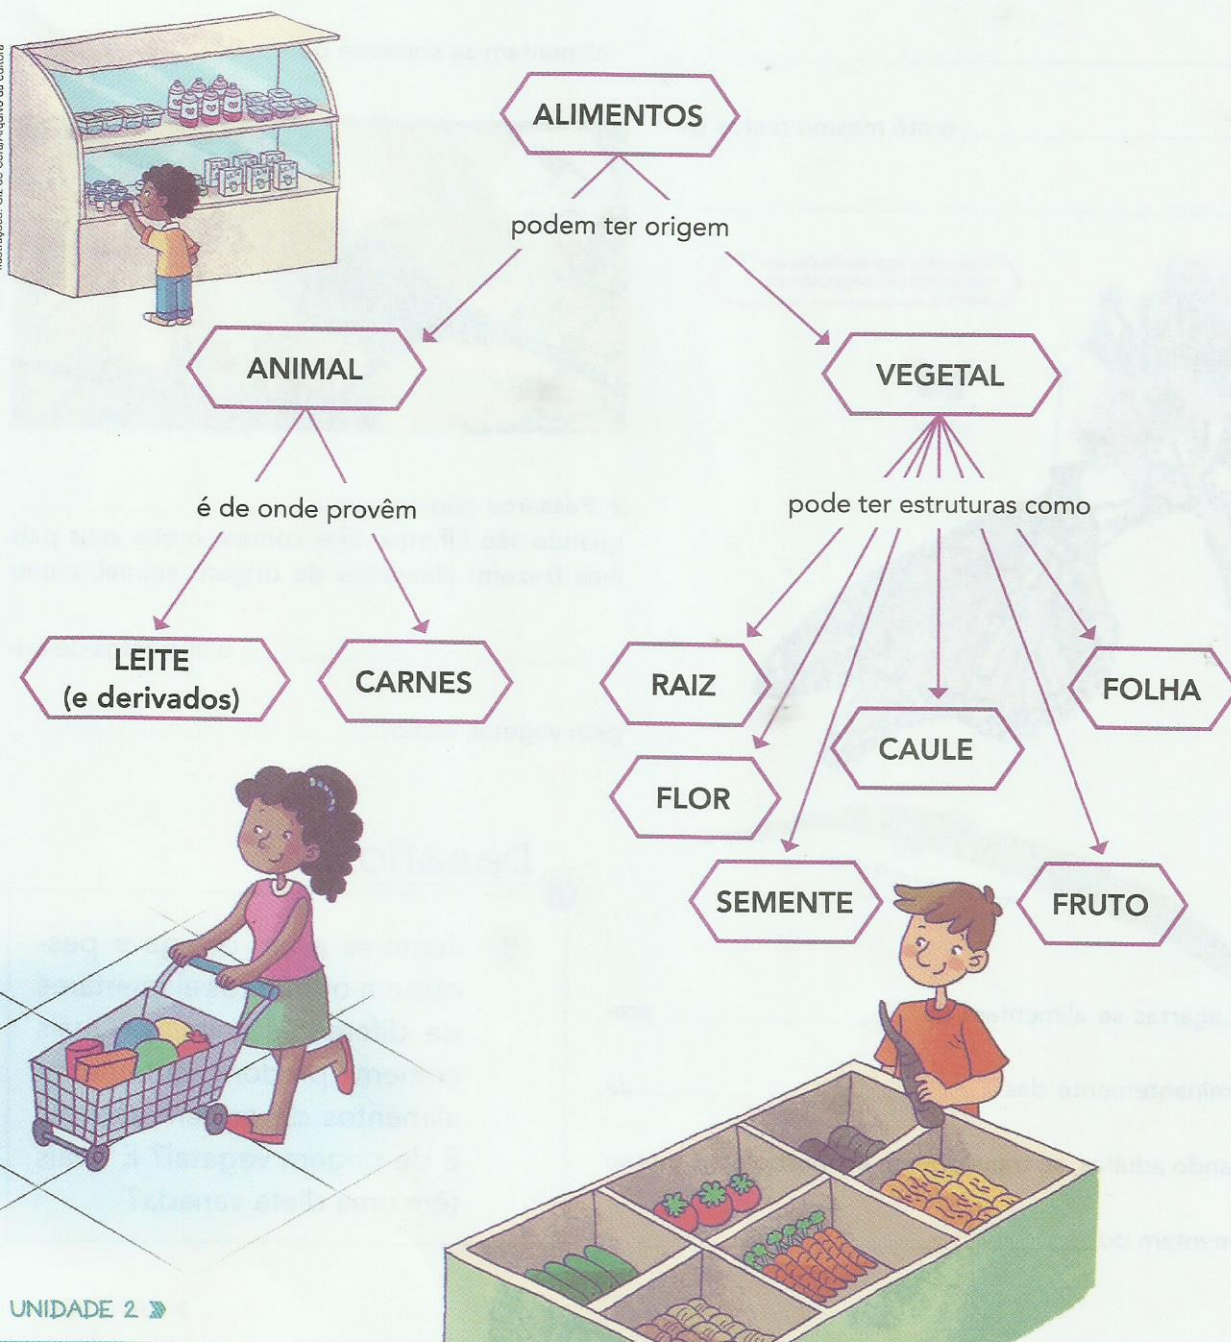 ALIMENTOS
podem ter origem
ANIMAL
VEGETAL
é de onde provêm
pode ter estruturas como
LEITE
(e derivados)
CARNES
RAIZ
FOLHA
CAULE
FLOR
SEMENTE
FRUTO
UNIDADE 2